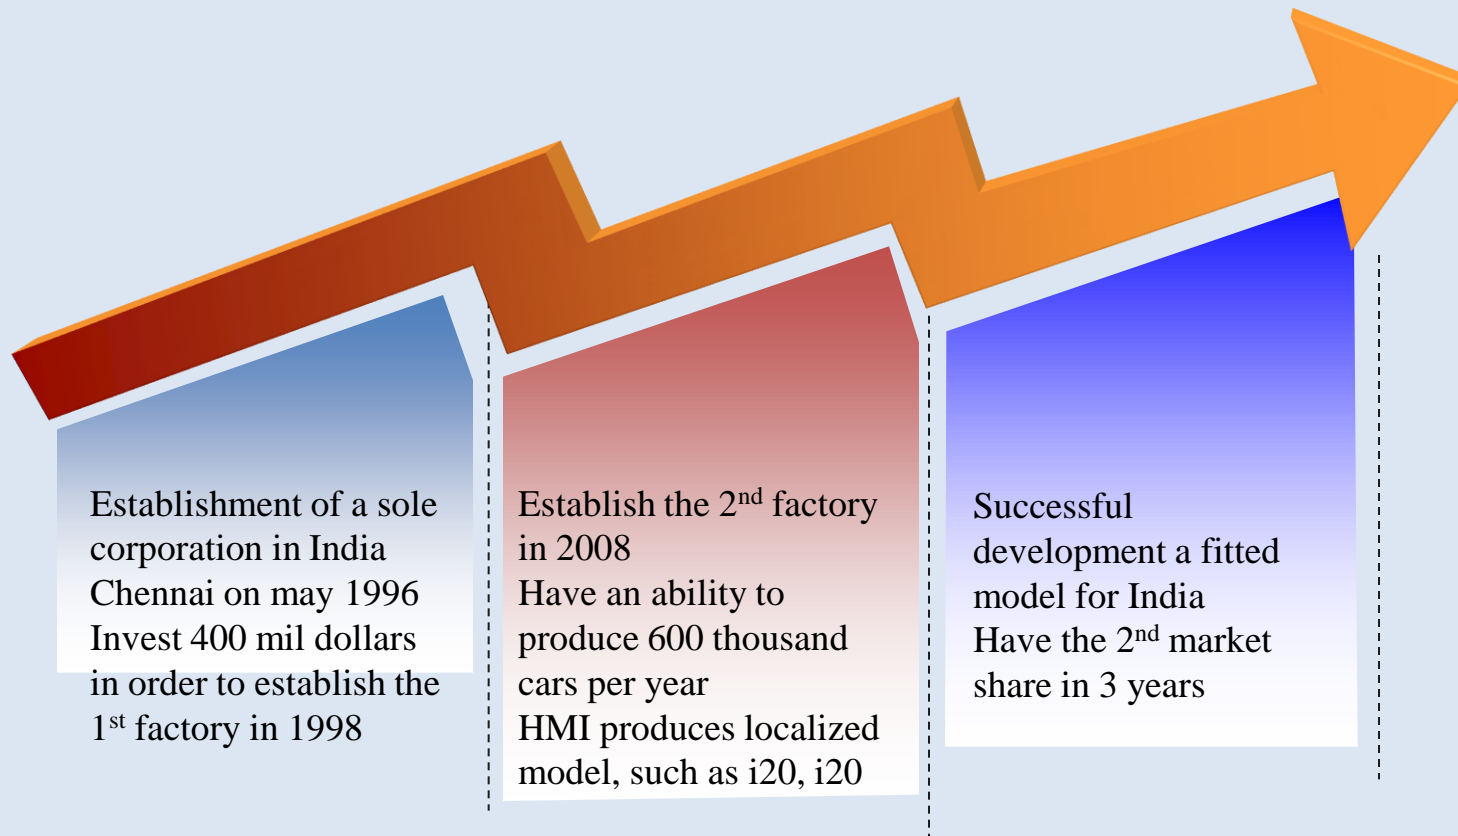 Establishment of a sole
corporation in India
Chennai on may 1996
Invest 400 mil dollars
in order to establish the
1st factory in 1998
Establish the 2nd factory
in 2008
Have an ability to
produce 600 thousand
cars per year
HMI produces localized
model, such as i20, i20
Successful
development a fitted
model for India
Have the 2nd market
share in 3 years